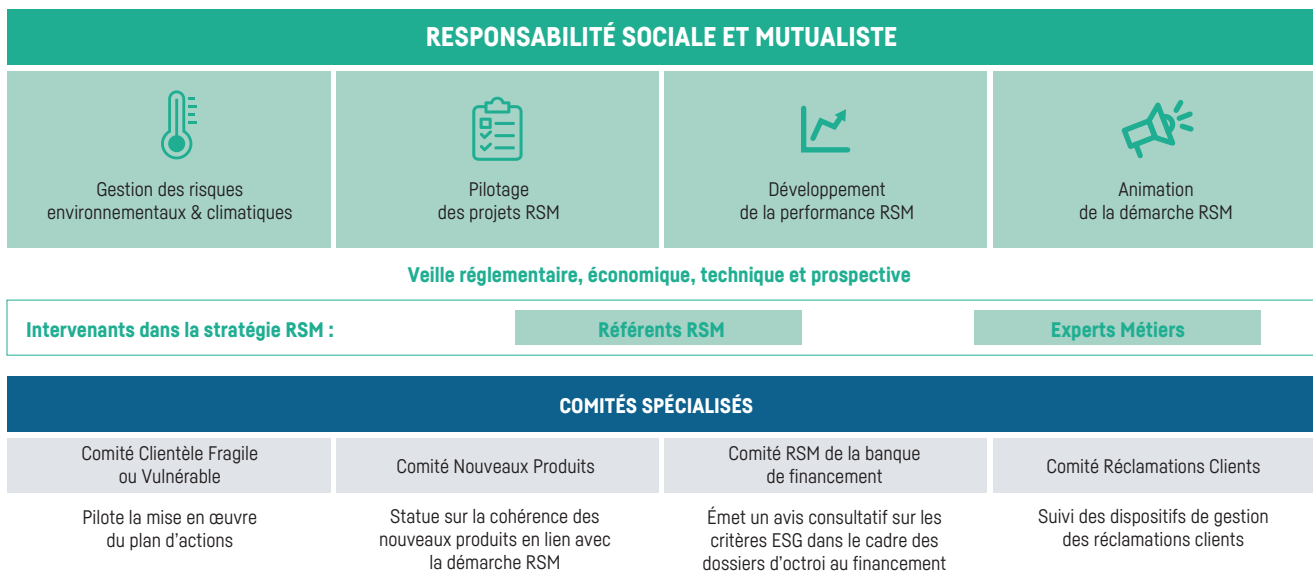 RESPONSABILITÉ SOCIALE ET MUTUALISTE
Gestion des risques
environnementaux & climatiques
Pilotage
des projets RSM
Développement
de la performance RSM
Animation
de la démarche RSM
Veille réglementaire, économique, technique et prospective
Intervenants dans la stratégie RSM :
Référents RSM
Experts Métiers
COMITÉS SPÉCIALISÉS
Comité Clientèle Fragile
ou Vulnérable
Comité Nouveaux Produits
Comité RSM de la banque
de financement
Comité Réclamations Clients
Pilote la mise en œuvre
du plan d’actions
Statue sur la cohérence des
nouveaux produits en lien avec
la démarche RSM
Émet un avis consultatif sur les
critères ESG dans le cadre des
dossiers d’octroi au financement
Suivi des dispositifs de gestion
des réclamations clients